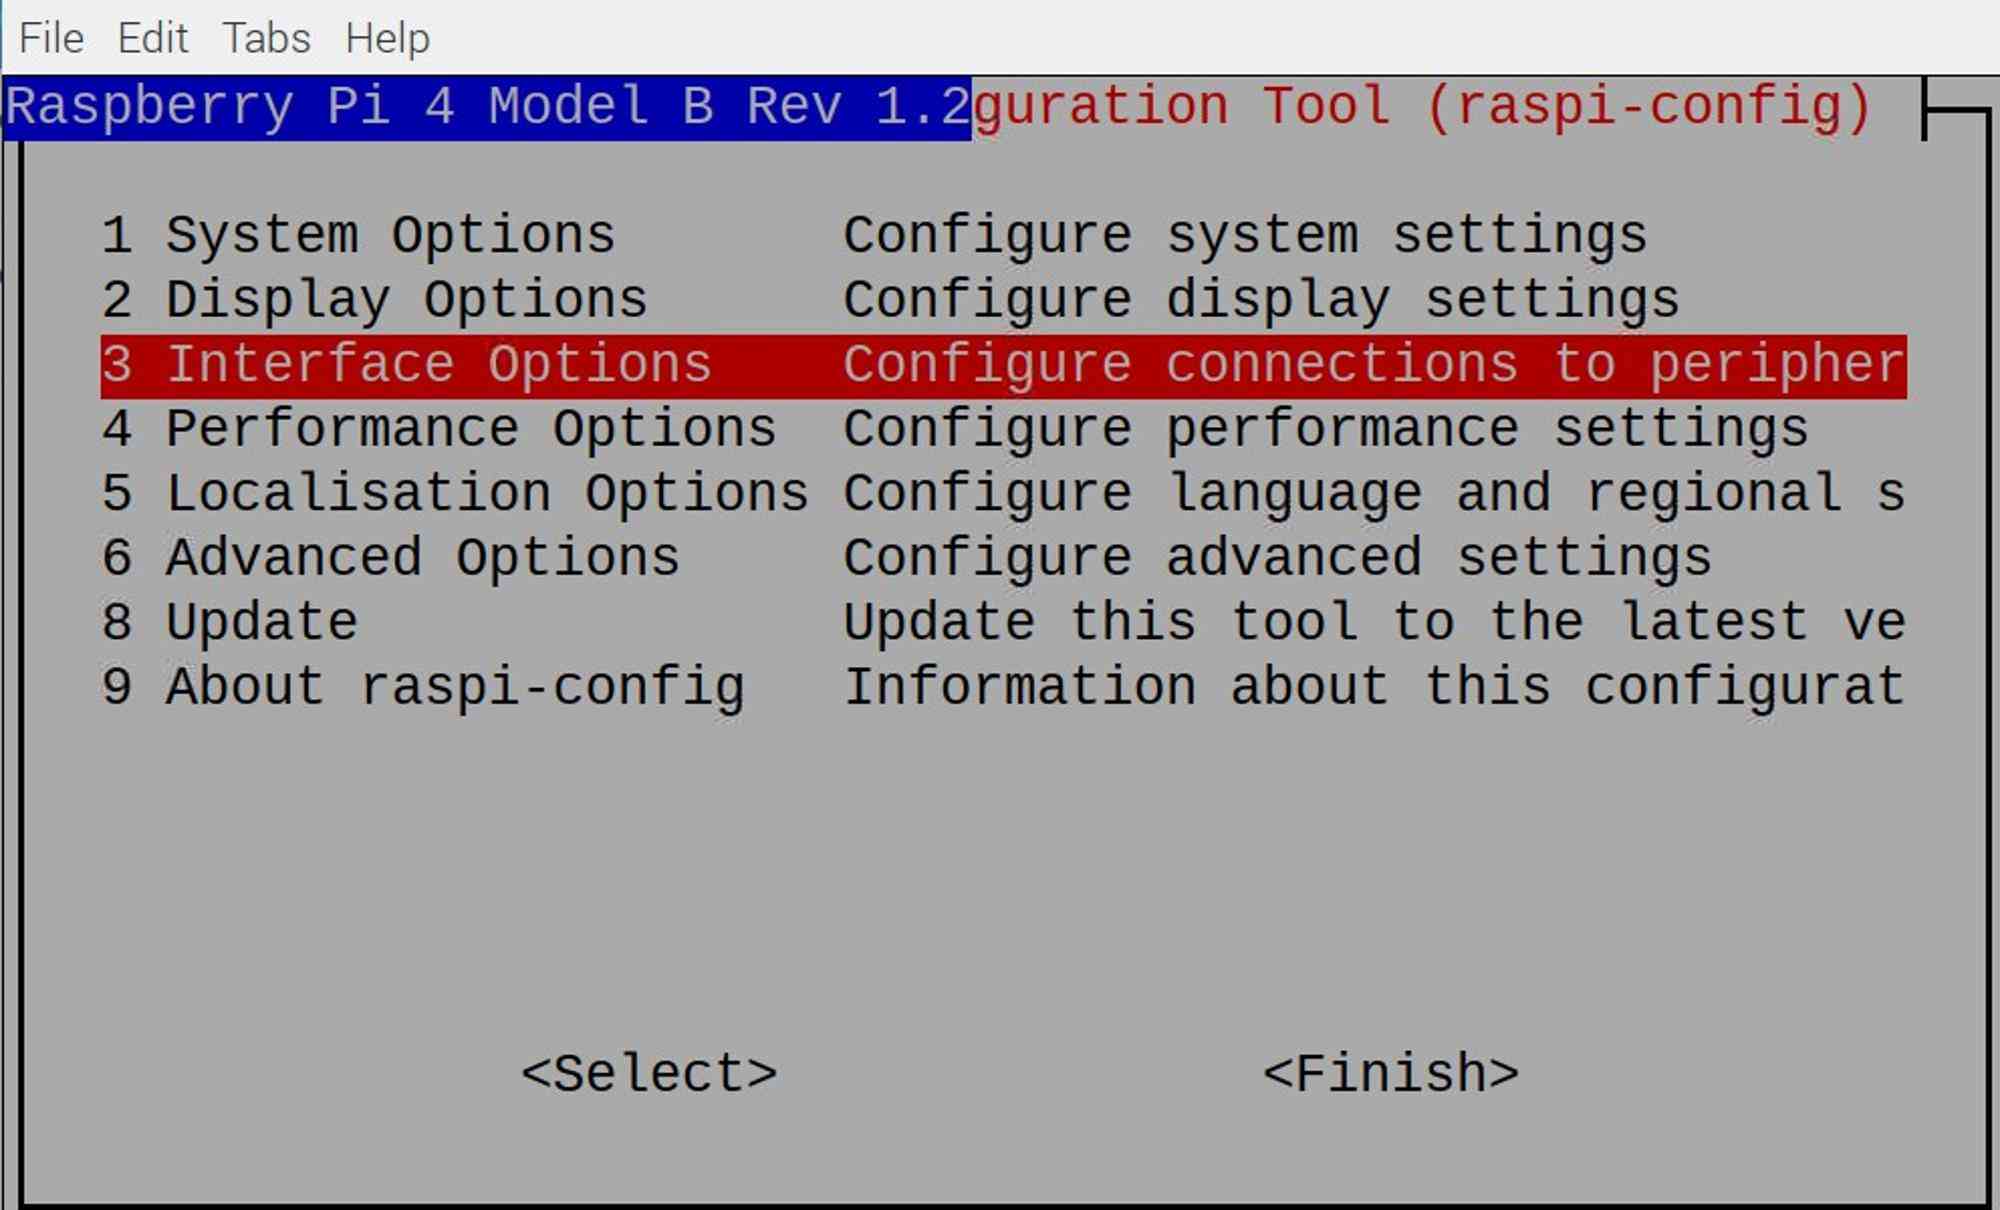 File Edit Tabs Help
Raspberry Pi 4 Model B Rev 1.2guration Tool (raspi-config)
1 System Options Configure system settings
2 Display Options Configure display settings
3 Interface Options Configure connections to peripher
4 Performance Options Configure performance settings
5 Localisation Options Configure language and regional s
6 Advanced Options Configure advanced settings
8 Update Update this tool to the latest ve
9 About raspi-config Information about this configurat
<Select> <Finish>